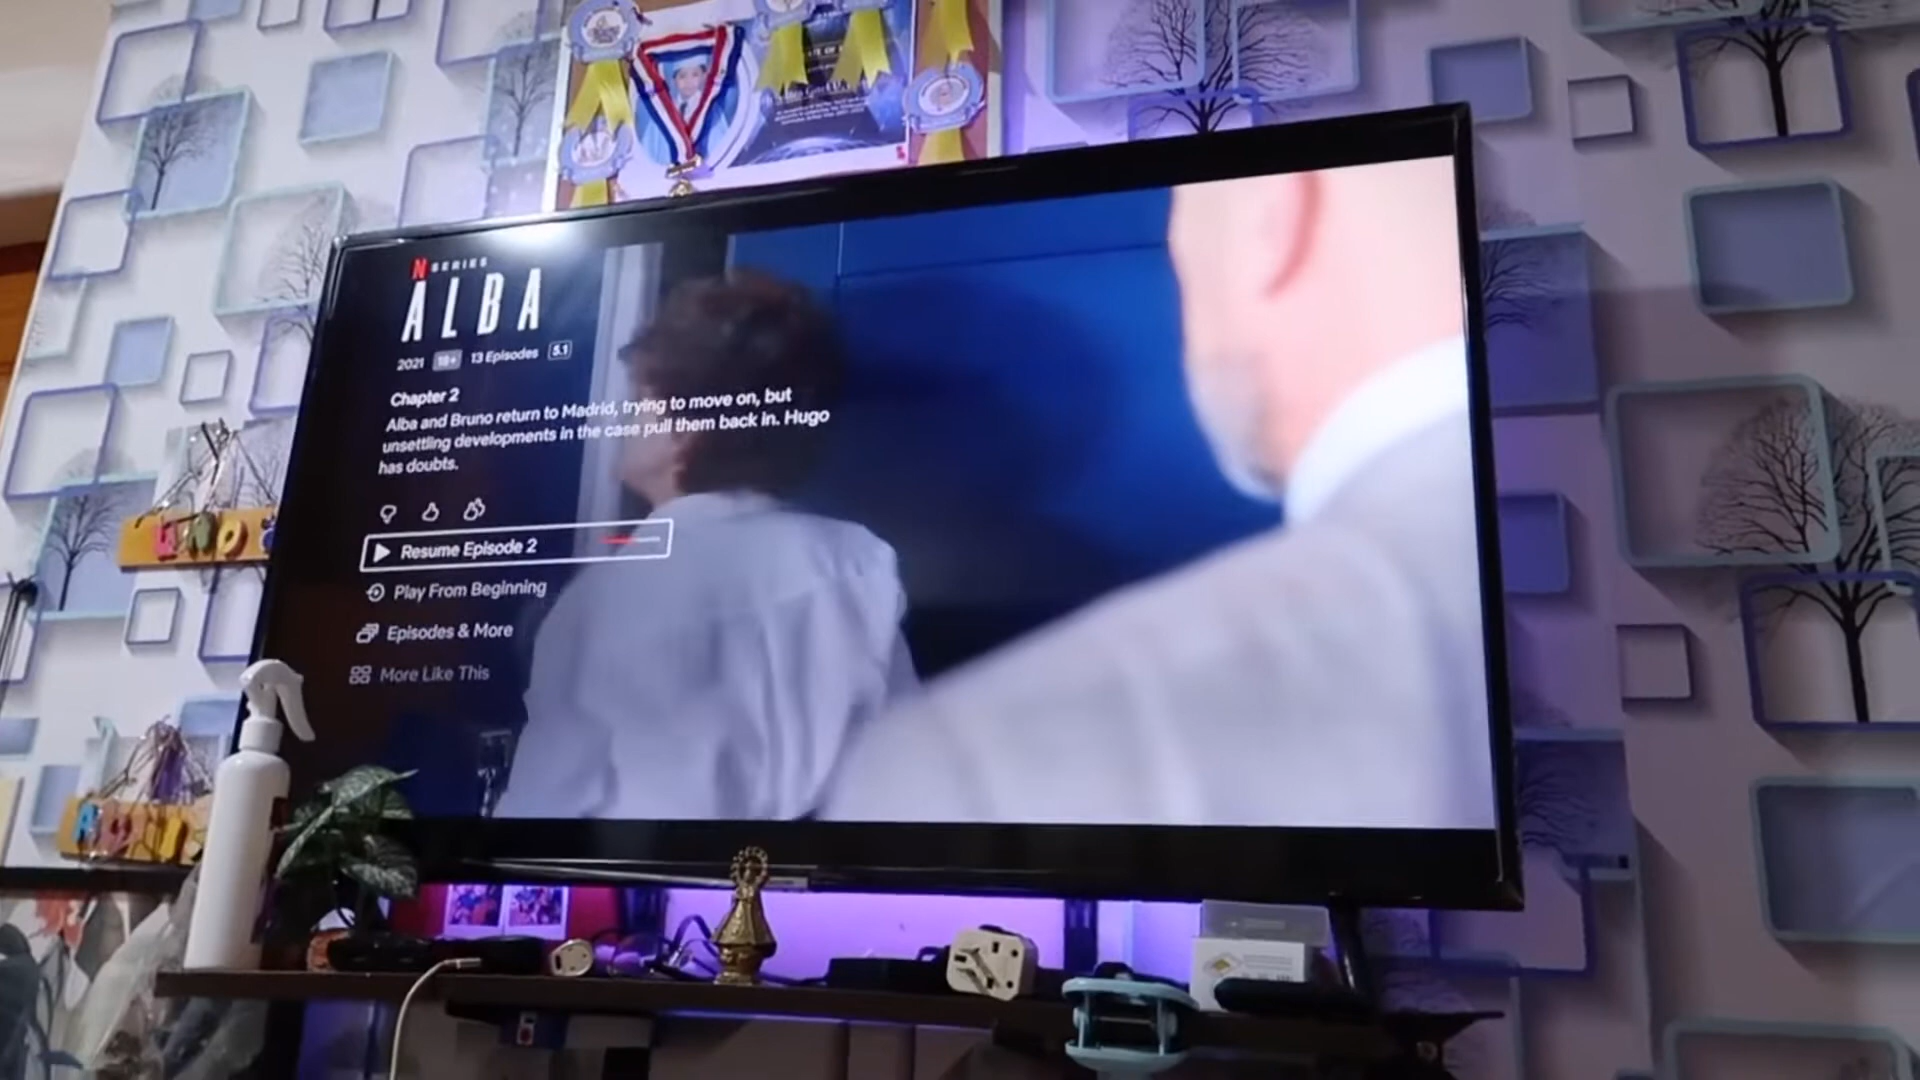 N SERIES
ALBA
2021 18+ 13 Episodes 5.1
Chapter 2
Alba and Bruno return to Madrid, trying to move on, but
unsettling developments in the case pull them back in. Hugo
has doubts.
Resume Episode 2
Play From Beginning
Episodes & More
More Like This